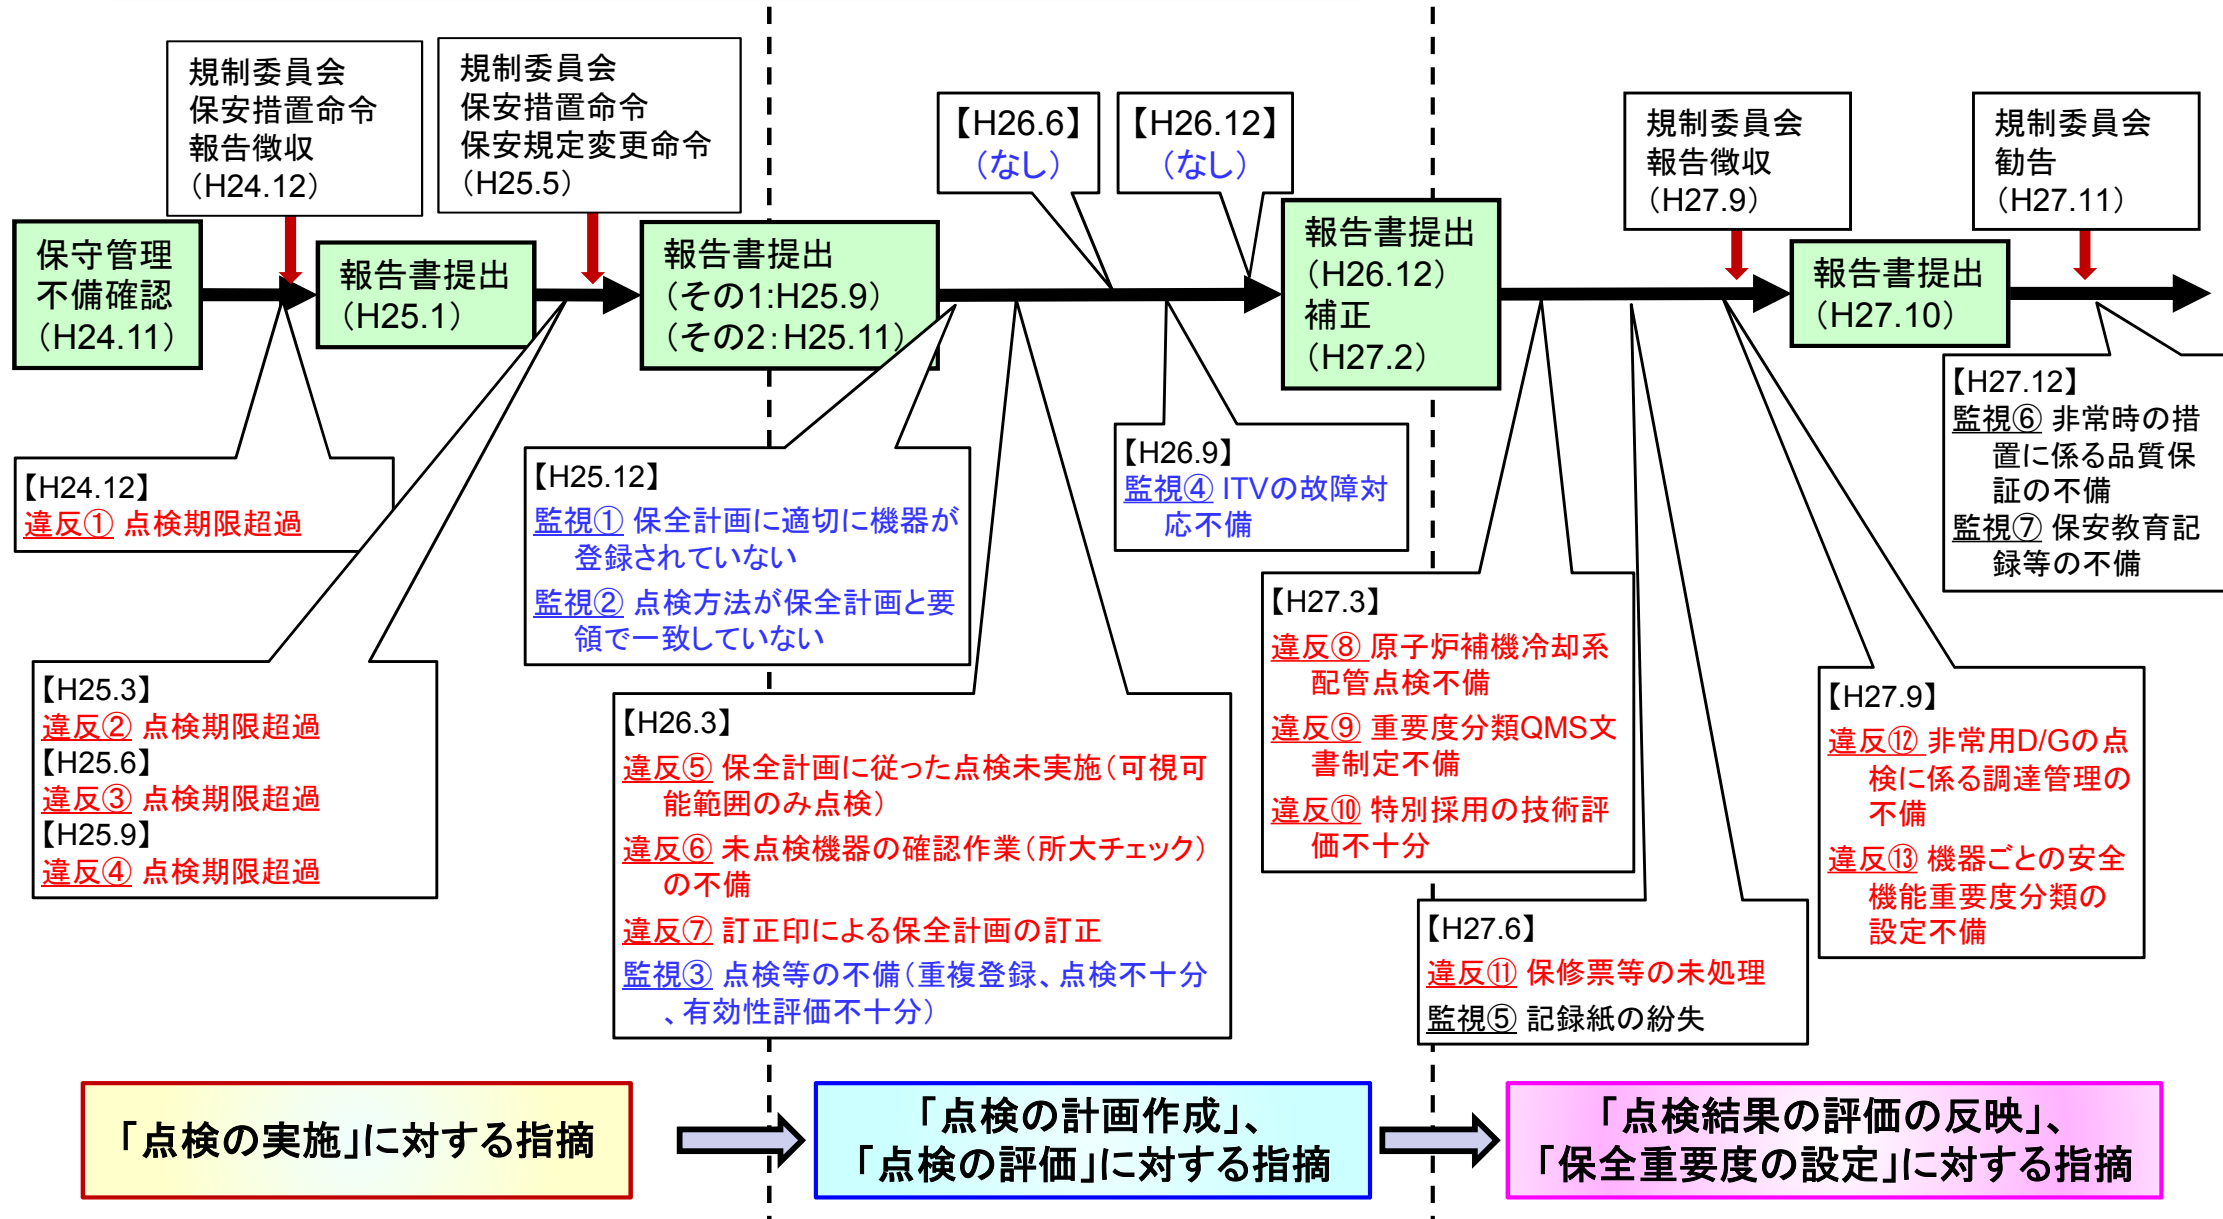 規制委員会
保安措置命令
報告徴収
（H24.12）
規制委員会
保安措置命令
保安規定変更命令
（H25.5）
【H26.6】
（なし）
【H26.12】
（なし）
規制委員会
報告徴収
（H27.9）
規制委員会
勧告
（H27.11）
保守管理
不備確認
（H24.11）
報告書提出
（H25.1）
報告書提出
（その1:H25.9）
（その2：H25.11）
報告書提出
（H26.12）
補正
（H27.2）
報告書提出
（H27.10）
【H24.12】
違反① 点検期限超過
【H25.3】
違反② 点検期限超過
【H25.6】
違反③ 点検期限超過
【H25.9】
違反④ 点検期限超過
【H25.12】
監視① 保全計画に適切に機器が
登録されていない
監視② 点検方法が保全計画と要
領で一致していない
【H26.3】
違反⑤ 保全計画に従った点検未実施（可視可
能範囲のみ点検）
違反⑥ 未点検機器の確認作業（所大チェック）
の不備
違反⑦ 訂正印による保全計画の訂正
監視③ 点検等の不備（重複登録、点検不十分
、有効性評価不十分）
【H26.9】
監視④ ITVの故障対
応不備
【H27.3】
違反⑧ 原子炉補機冷却系
配管点検不備
違反⑨ 重要度分類QMS文
書制定不備
違反⑩ 特別採用の技術評
価不十分
【H27.6】
違反⑪ 保修票等の未処理
監視⑤ 記録紙の紛失
【H27.9】
違反⑫ 非常用D/Gの点
検に係る調達管理の
不備
違反⑬ 機器ごとの安全
機能重要度分類の
設定不備
【H27.12】
監視⑥ 非常時の措
置に係る品質保
証の不備
監視⑦ 保安教育記
録等の不備
「点検の実施」に対する指摘
「点検の計画作成」、
「点検の評価」に対する指摘
「点検結果の評価の反映」、
「保全重要度の設定」に対する指摘